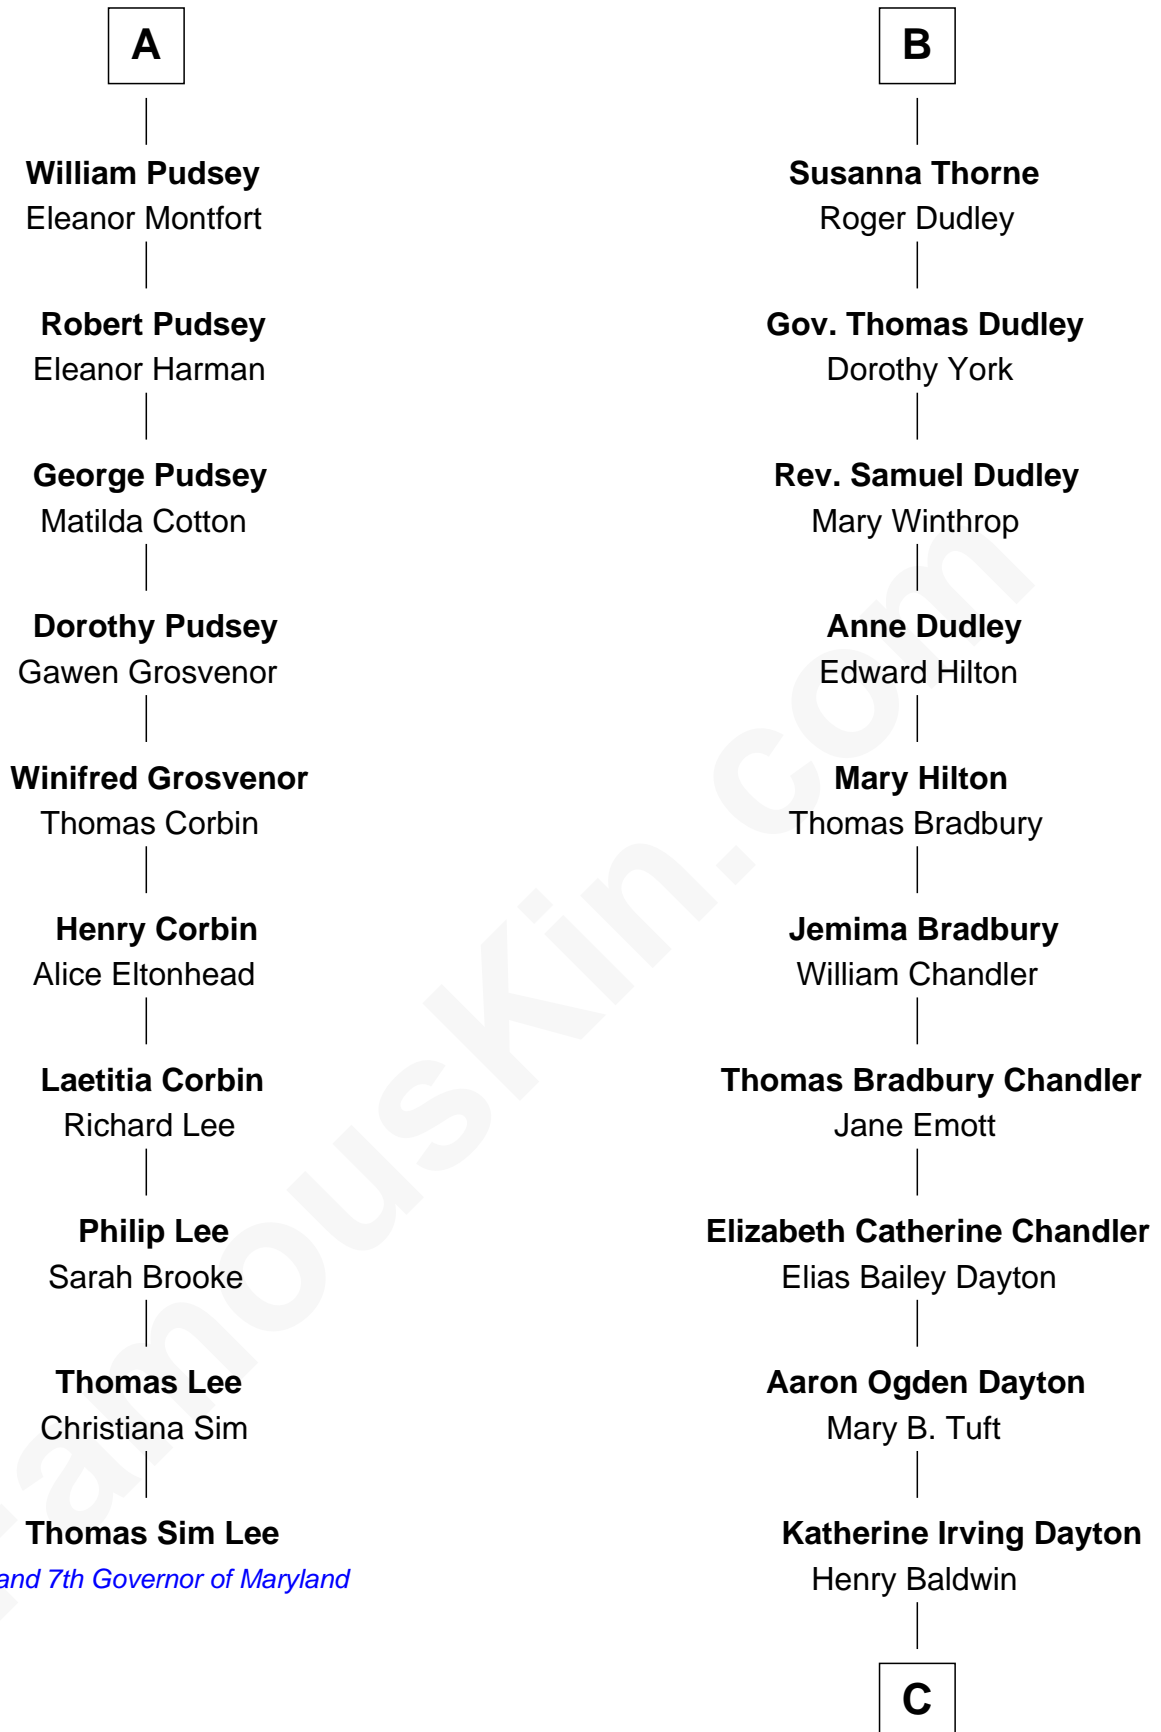 A
William Pudsey
Eleanor Montfort
Robert Pudsey
Eleanor Harman
George Pudsey
Matilda Cotton
Dorothy Pudsey
Gawen Grosvenor
Winifred Grosvenor
Thomas Corbin
Henry Corbin
Alice Eltonhead
Laetitia Corbin
Richard Lee
Philip Lee
Sarah Brooke
Thomas Lee
Christiana Sim
Thomas Sim Lee
and 7th Governor of Maryland
B
Susanna Thorne
Roger Dudley
Gov. Thomas Dudley
Dorothy York
Rev. Samuel Dudley
Mary Winthrop
Anne Dudley
Edward Hilton
Mary Hilton
Thomas Bradbury
Jemima Bradbury
William Chandler
Thomas Bradbury Chandler
Jane Emott
Elizabeth Catherine Chandler
Elias Bailey Dayton
Aaron Ogden Dayton
Mary B. Tuft
Katherine Irving Dayton
Henry Baldwin
C
FamousKin.com